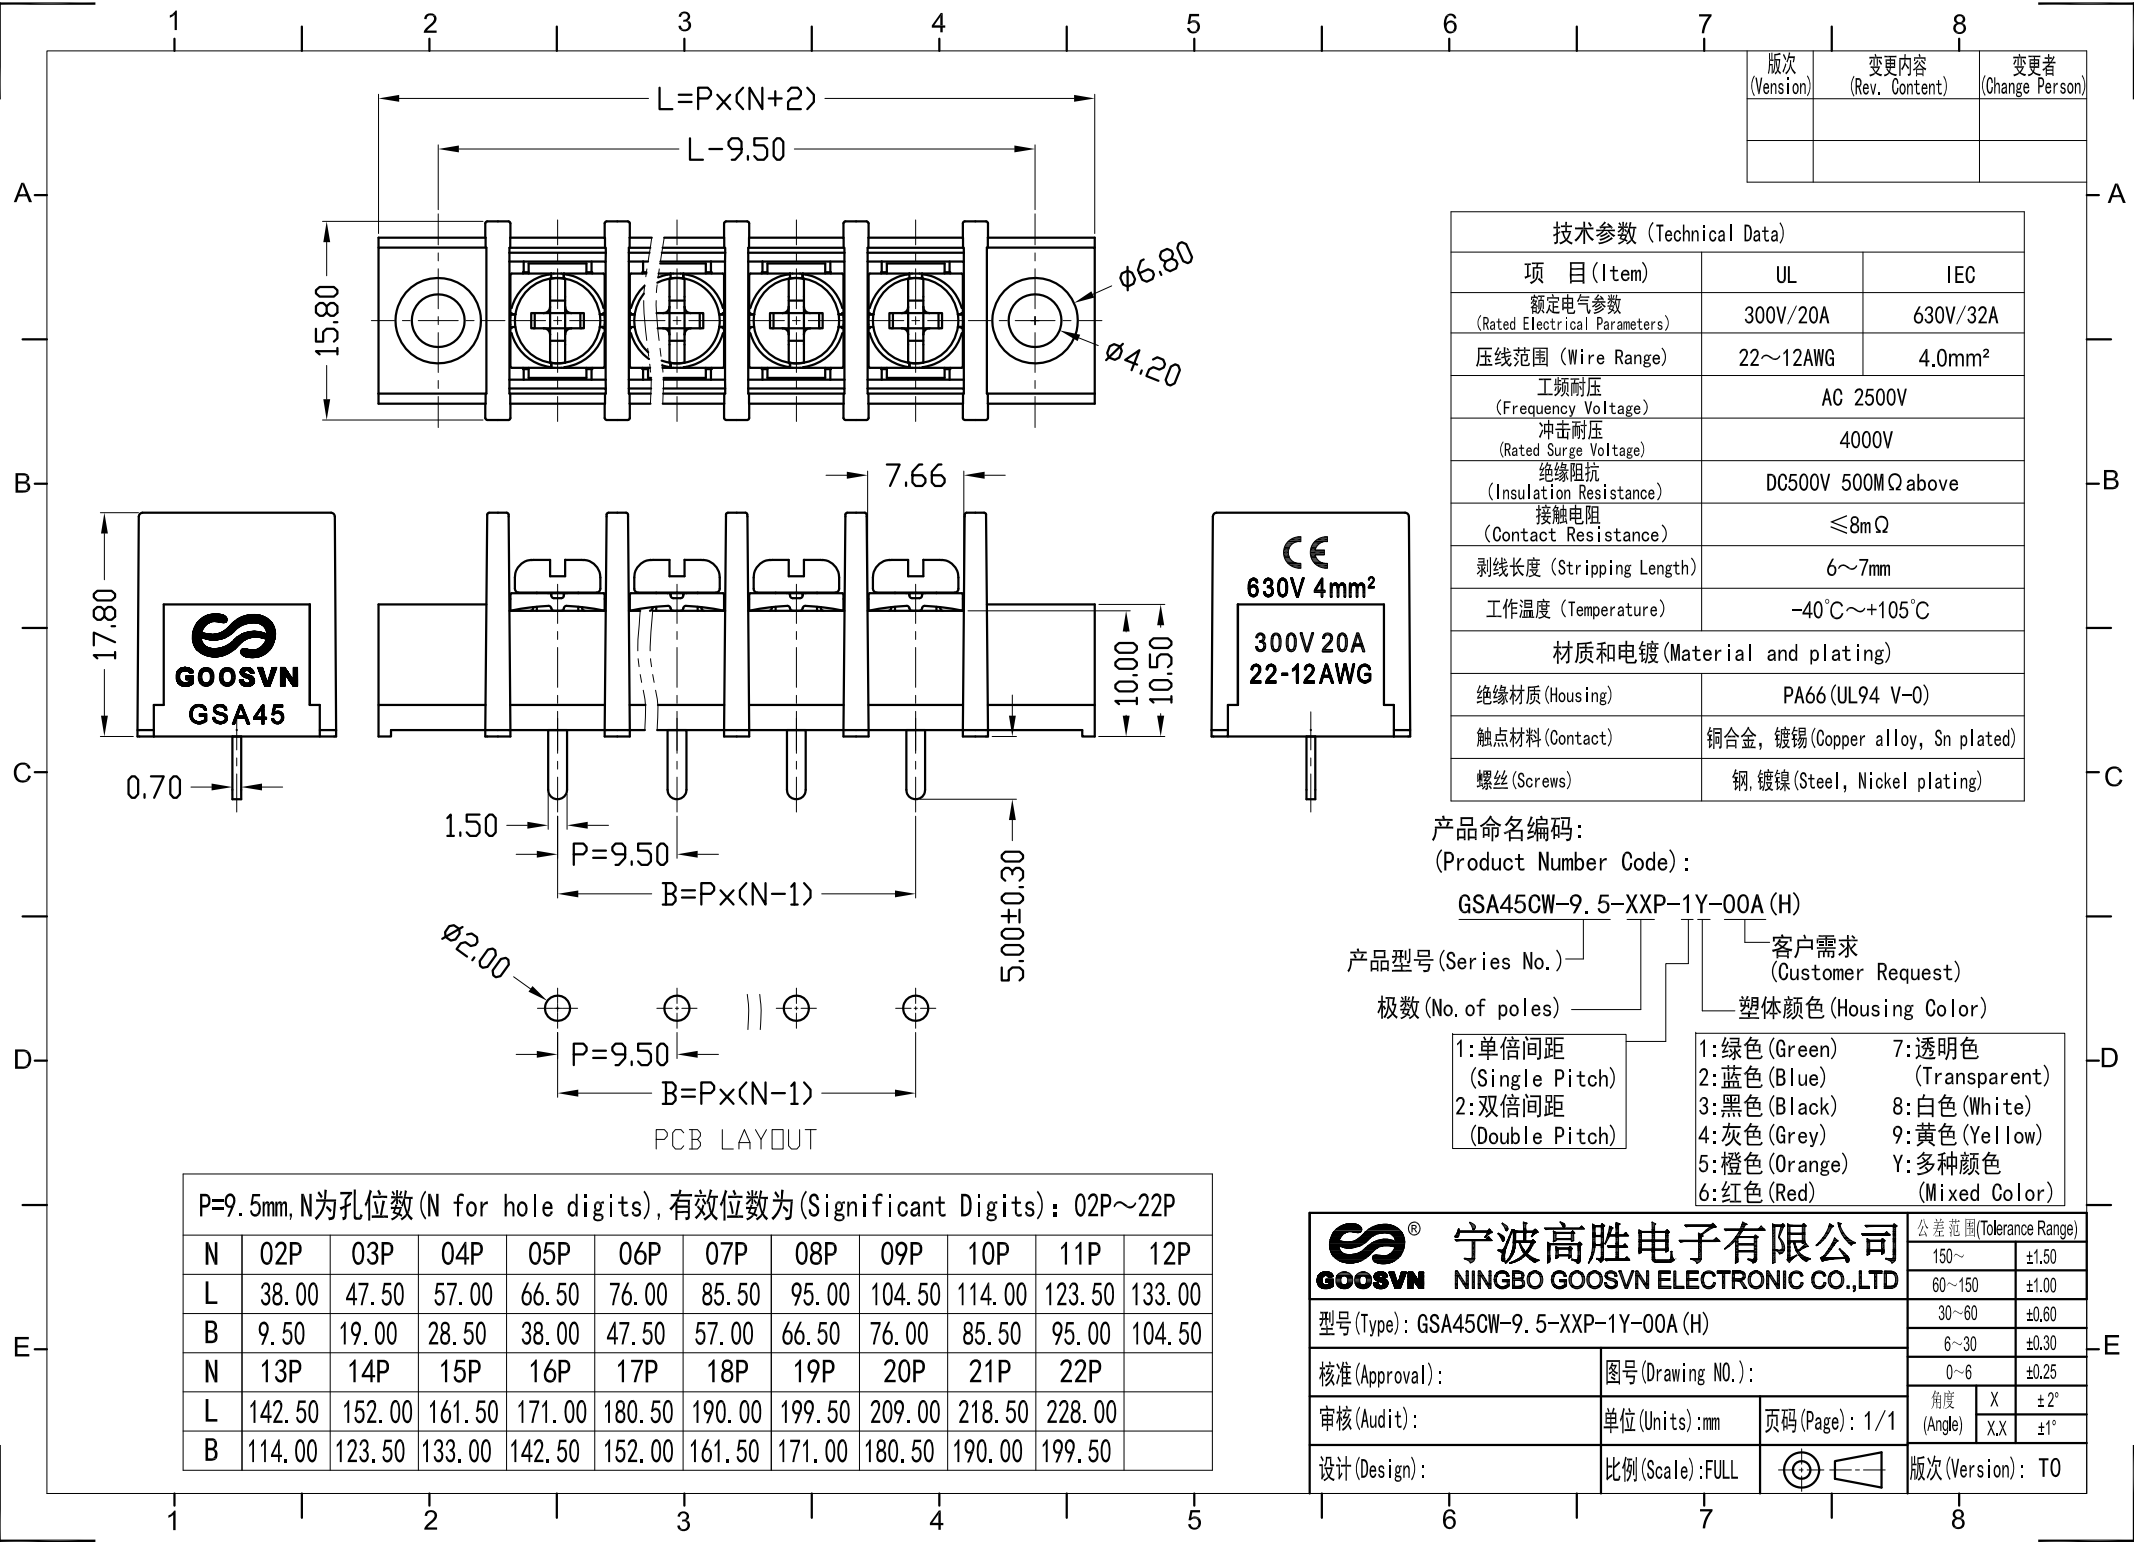 1 2 3 4 5 6 7 8
版次 变更内容 变更者
(Vension) (Rev. Content) (Change Person)
L=P×(N+2)
L-9.50
A A
15.80
ø6.80
ø4.20
技术参数 (Technical Data)
项 目(Item) UL IEC
额定电气参数
(Rated Electrical Parameters) 300V/20A 630V/32A
压线范围 (Wire Range) 22~12AWG 4.0mm²
工频耐压
(Frequency Voltage) AC 2500V
冲击耐压
(Rated Surge Voltage) 4000V
绝缘阻抗
(Insulation Resistance) DC500V 500MΩabove
接触电阻
(Contact Resistance) ≤8mΩ
剥线长度 (Stripping Length) 6~7mm
工作温度 (Temperature) -40℃~+105℃
材质和电镀(Material and plating)
绝缘材质(Housing) PA66(UL94 V-0)
触点材料(Contact) 铜合金, 镀锡(Copper alloy, Sn plated)
螺丝(Screws) 钢,镀镍(Steel, Nickel plating)
B B
7.66
17.80
GOOSVN
GSA45
0.70
10.00
10.50
CE
630V 4mm²
300V 20A
22-12AWG
C C
1.50
P=9.50
B=P×(N-1)
5.00±0.30
产品命名编码:
(Product Number Code):
GSA45CW-9.5-XXP-1Y-00A(H)
产品型号(Series No.)
客户需求
(Customer Request)
极数(No.of poles)
塑体颜色(Housing Color)
1:单倍间距
(Single Pitch)
2:双倍间距
(Double Pitch)
1:绿色(Green) 7:透明色
2:蓝色(Blue) (Transparent)
3:黑色(Black) 8:白色(White)
4:灰色(Grey) 9:黄色(Yellow)
5:橙色(Orange) Y:多种颜色
6:红色(Red) (Mixed Color)
ø2.00
D D
P=9.50
B=P×(N-1)
PCB LAYOUT
P=9.5mm,N为孔位数(N for hole digits),有效位数为(Significant Digits): 02P~22P
N 02P 03P 04P 05P 06P 07P 08P 09P 10P 11P 12P
L 38.00 47.50 57.00 66.50 76.00 85.50 95.00 104.50 114.00 123.50 133.00
B 9.50 19.00 28.50 38.00 47.50 57.00 66.50 76.00 85.50 95.00 104.50
N 13P 14P 15P 16P 17P 18P 19P 20P 21P 22P
L 142.50 152.00 161.50 171.00 180.50 190.00 199.50 209.00 218.50 228.00
B 114.00 123.50 133.00 142.50 152.00 161.50 171.00 180.50 190.00 199.50
E E
®
GOOSVN
宁波高胜电子有限公司
NINGBO GOOSVN ELECTRONIC CO.,LTD
公差范围(Tolerance Range)
150~ ±1.50
60~150 ±1.00
30~60 ±0.60
6~30 ±0.30
0~6 ±0.25
角度
(Angle) X ±2°
X.X ±1°
型号(Type): GSA45CW-9.5-XXP-1Y-00A(H)
核准(Approval): 图号(Drawing NO.):
审核(Audit): 单位(Units):mm 页码(Page): 1/1
设计(Design): 比例(Scale):FULL 版次(Version): T0
1 2 3 4 5 6 7 8